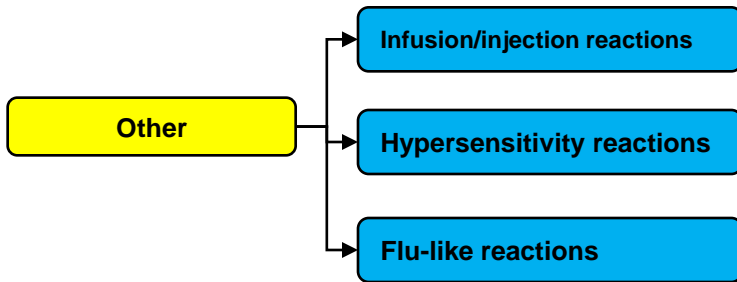 Infusion/injection reactions
Other
Hypersensitivity reactions
Flu-like reactions